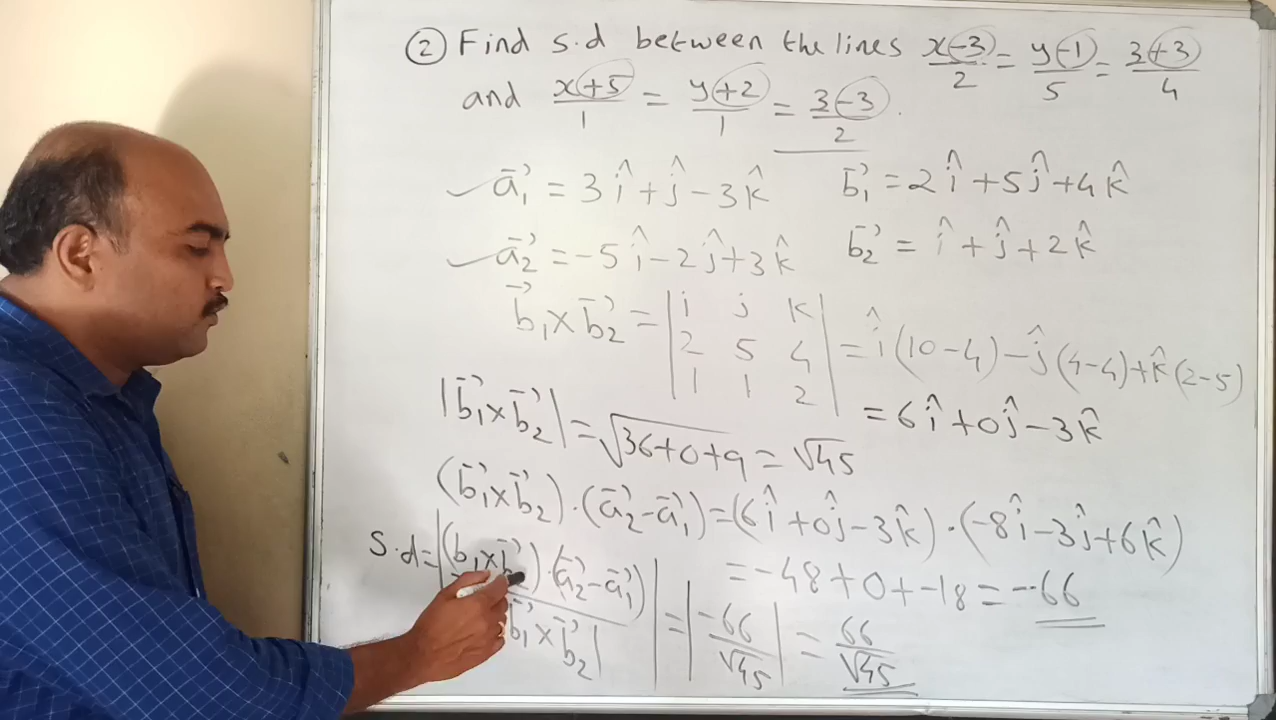 ② Find s.d between the lines x-3/2 = y-1/5 = 3+3/4
and x+5/1 = y+2/1 = 3-3/2.
a⃗₁ = 3î+ĵ-3k̂ b⃗₁ = 2î+5ĵ+4k̂
a⃗₂ = -5î-2ĵ+3k̂ b⃗₂ = î+ĵ+2k̂
b⃗₁×b⃗₂ = |i j k| = î(10-4)-ĵ(4-4)+k̂(2-5)
|2 5 4|
|1 1 2| = 6î+0ĵ-3k̂
|b⃗₁×b⃗₂| = √36+0+9 = √45
(b⃗₁×b⃗₂).(a⃗₂-a⃗₁) = (6î+0ĵ-3k̂).(-8î-3ĵ+6k̂)
= -48+0+-18 = -66
S.d = |(b₁×b⃗₂).(a⃗₂-a⃗₁)/b⃗₁×b⃗₂|| = |-66/√45| = 66/√45